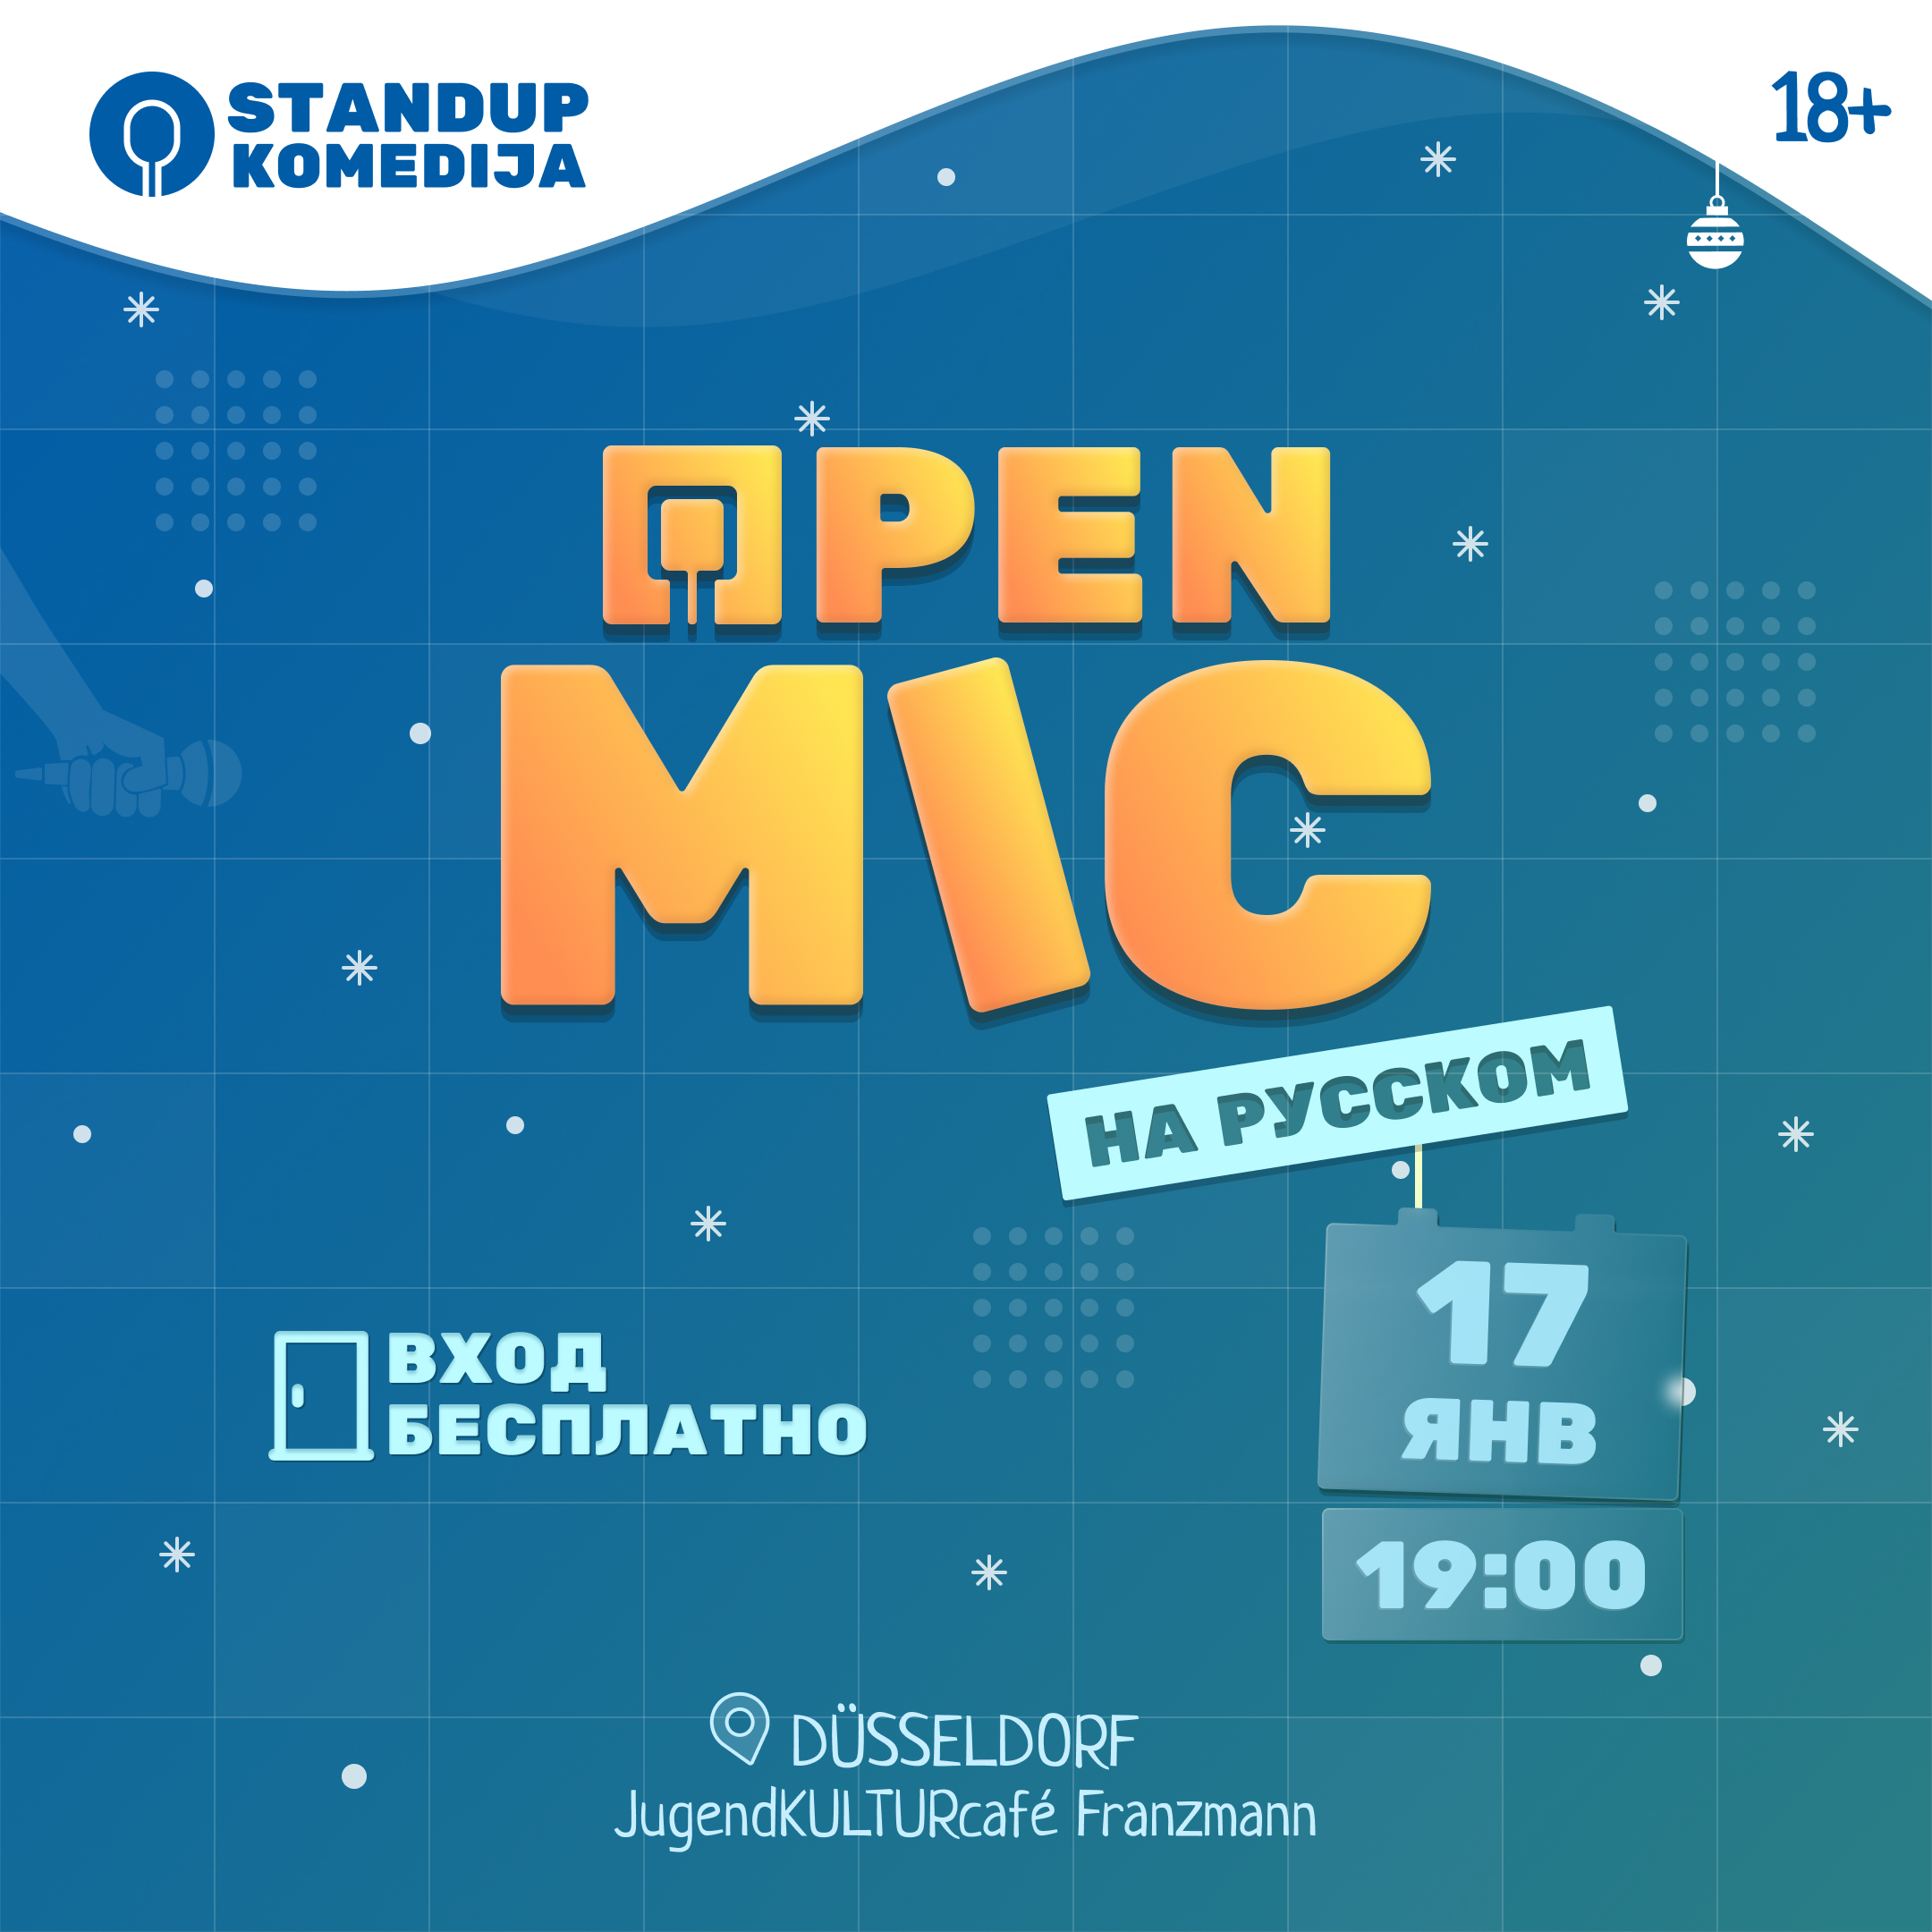 STANDUP
KOMEDIJA
18+
OPEN
MIC
НА РУССКОМ
17
ЯНВ
19:00
ВХОД
БЕСПЛАТНО
DÜSSELDORF
JugendKULTURcafé Franzmann